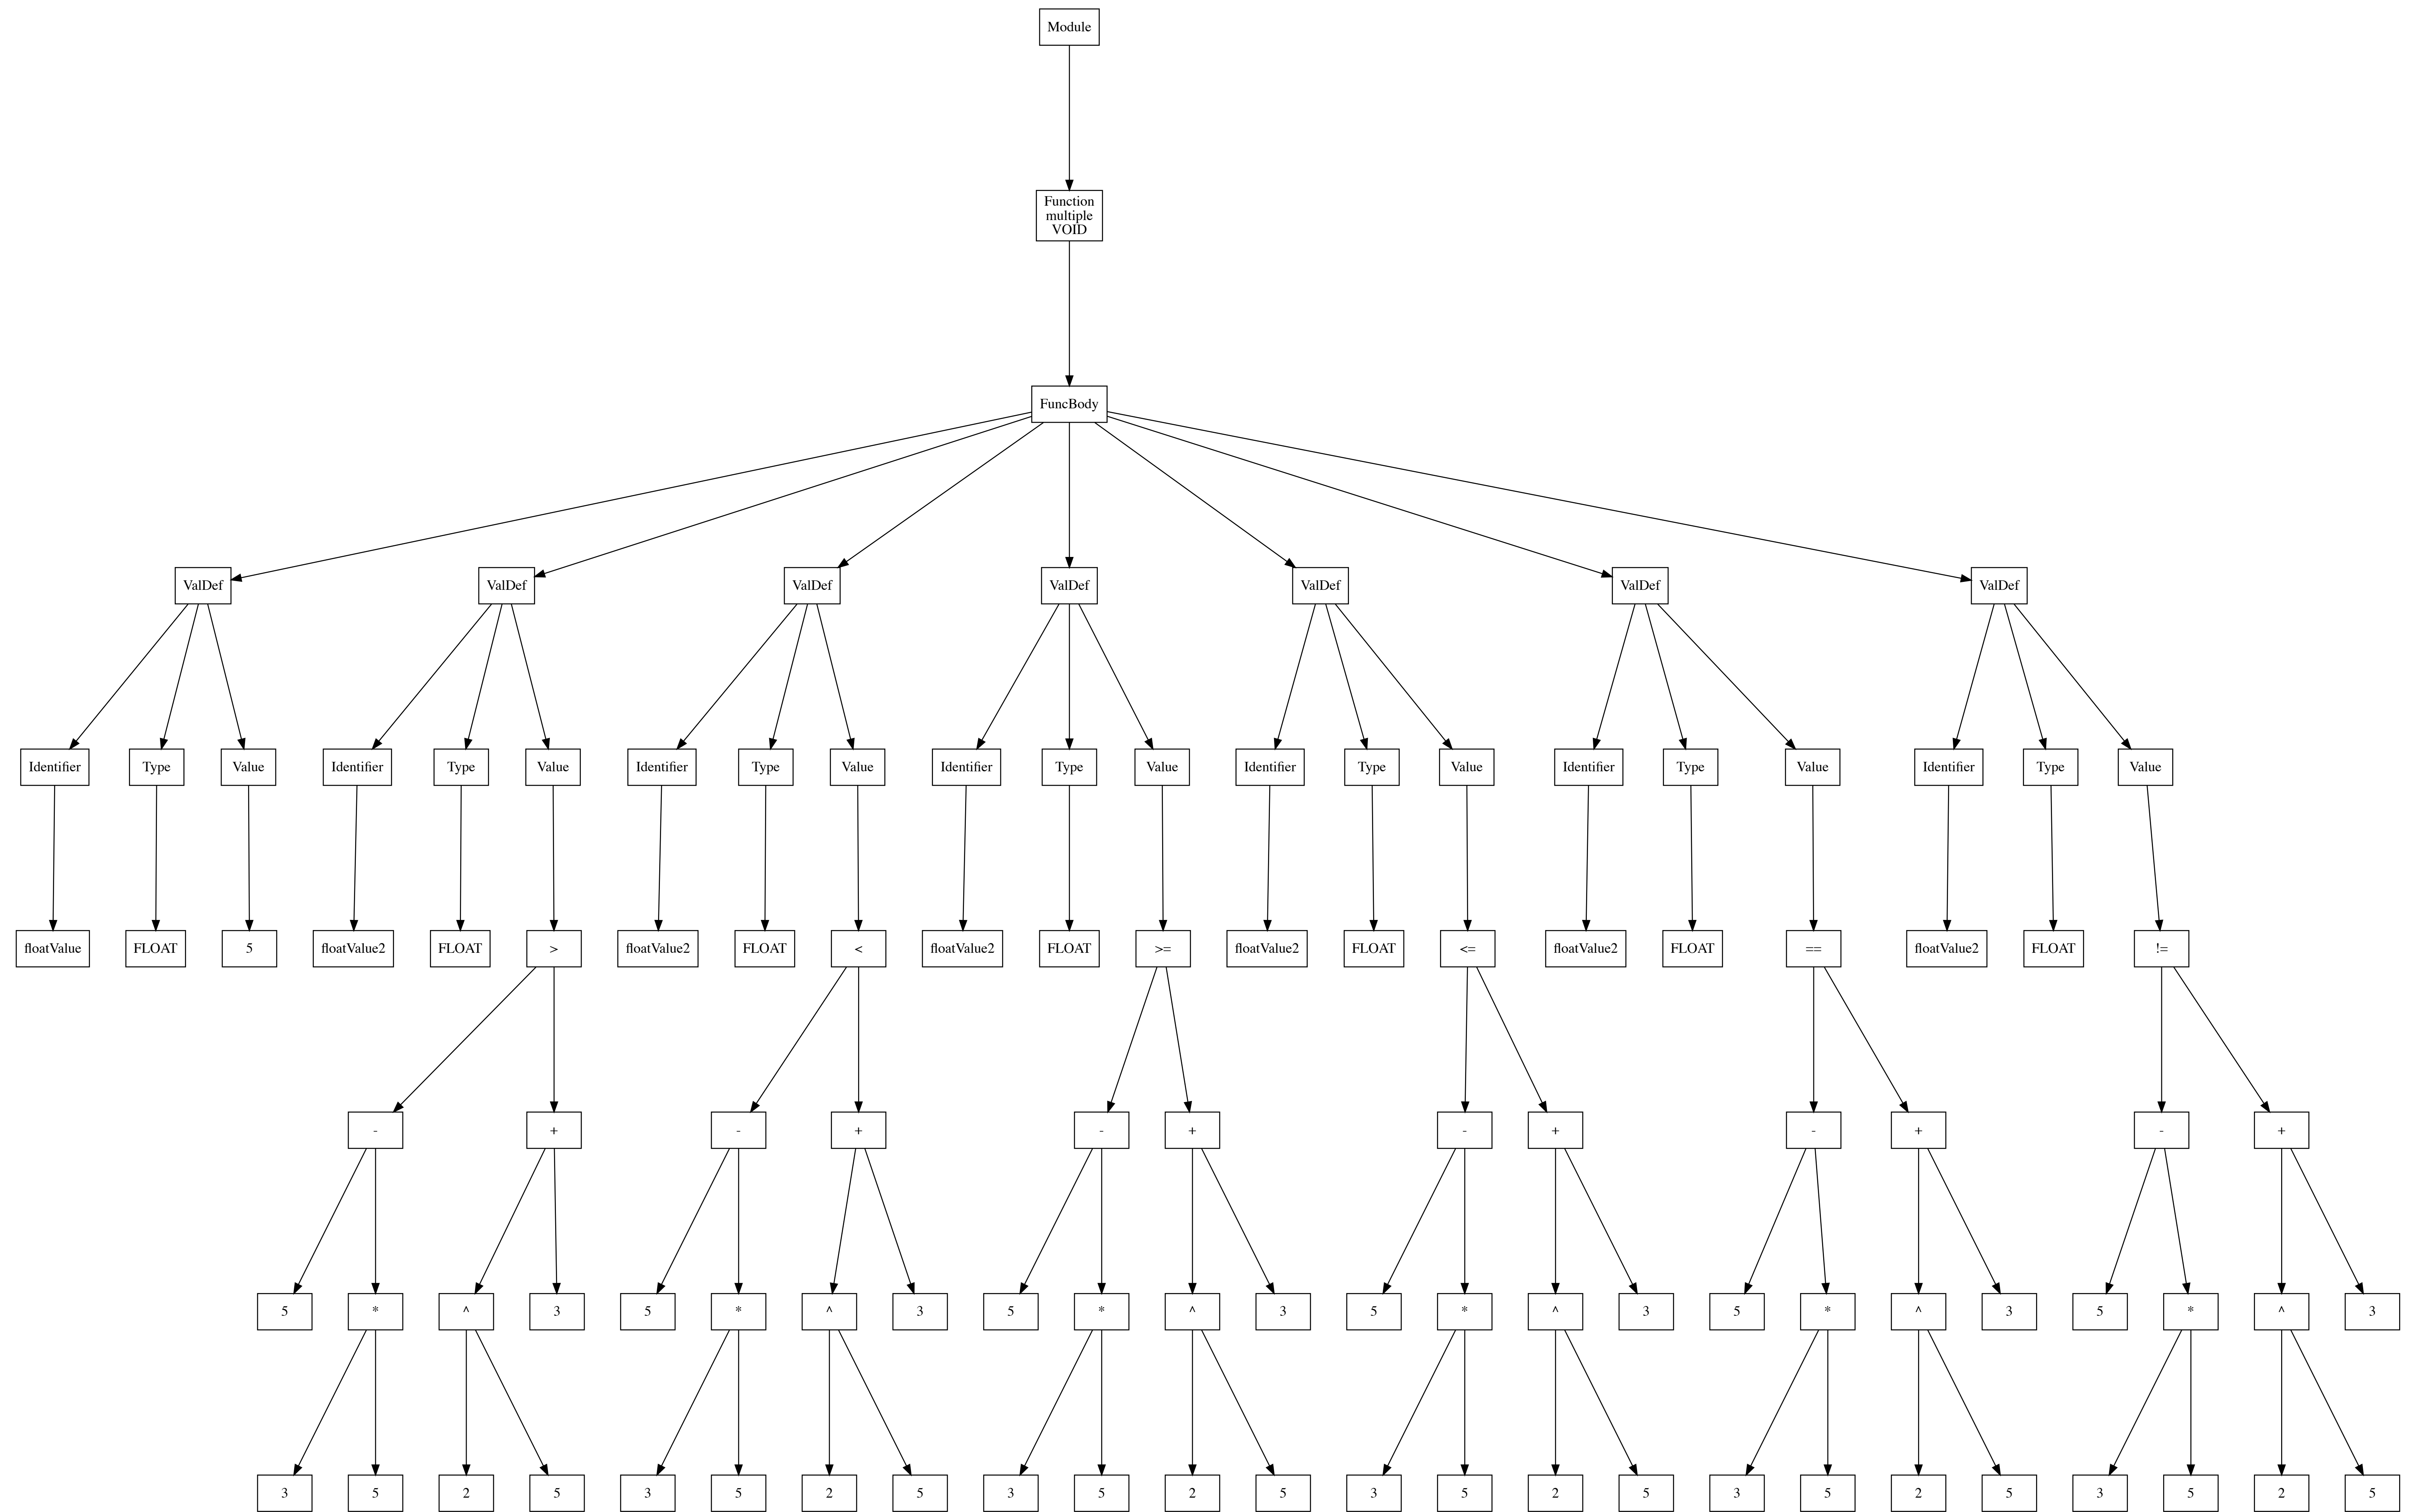 Module
Function
multiple
VOID
FuncBody
ValDef ValDef ValDef ValDef ValDef ValDef ValDef
Identifier Type Value Identifier Type Value Identifier Type Value Identifier Type Value Identifier Type Value Identifier Type Value Identifier Type Value
floatValue FLOAT 5 floatValue2 FLOAT > floatValue2 FLOAT < floatValue2 FLOAT >= floatValue2 FLOAT <= floatValue2 FLOAT == floatValue2 FLOAT !=
- + - + - + - + - + - +
5 * ^ 3 5 * ^ 3 5 * ^ 3 5 * ^ 3 5 * ^ 3 5 * ^ 3
3 5 2 5 3 5 2 5 3 5 2 5 3 5 2 5 3 5 2 5 3 5 2 5